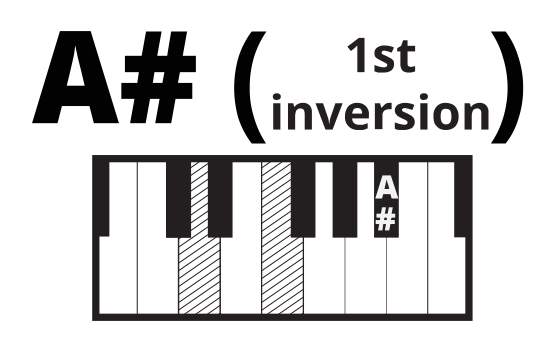 A# (1st
inversion)
A
#